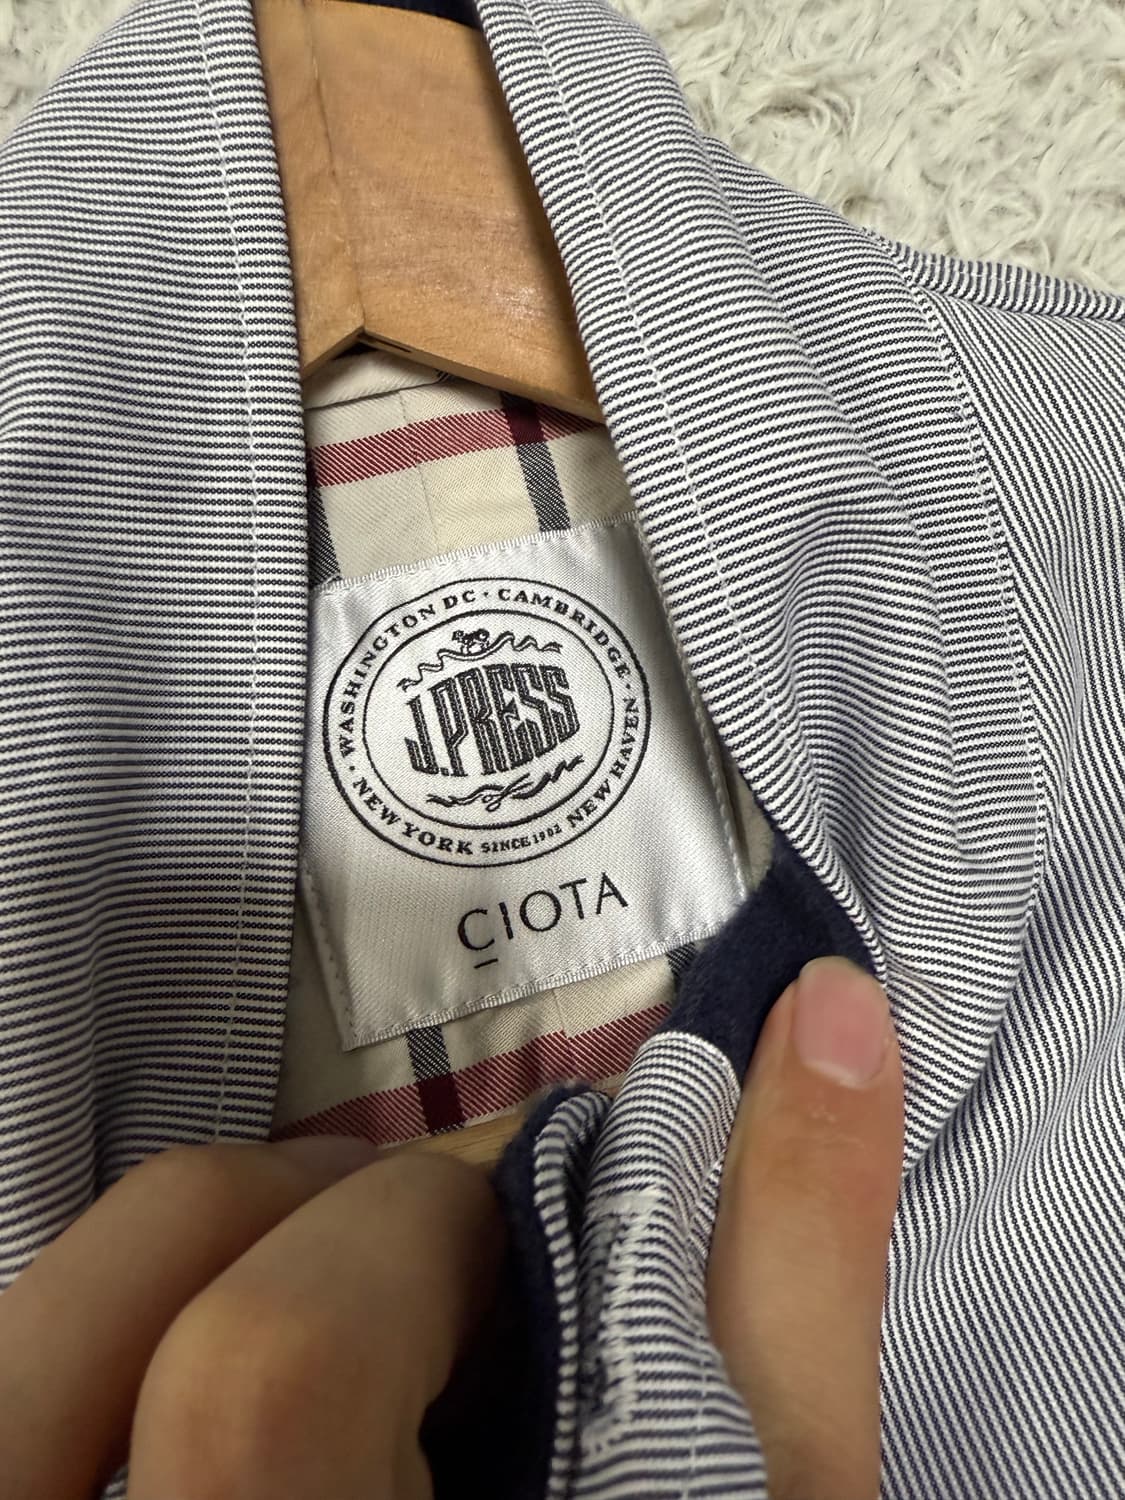 WASHINGTON DC · CAMBRIDGE ·
J.PRESS
· NEW YORK SINCE 1902 NEW HAVEN
CIOTA